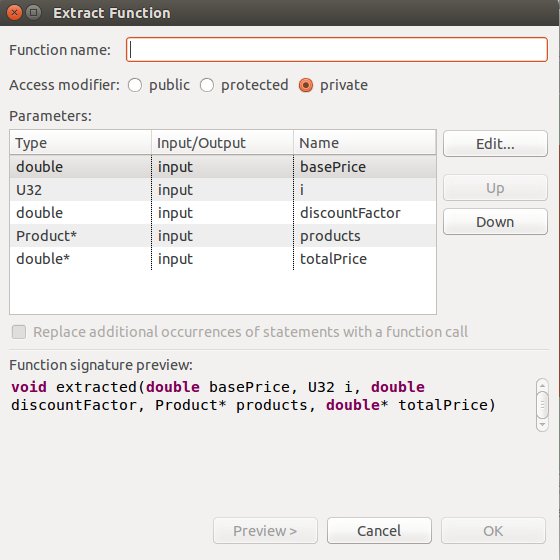 Extract Function
Function name:
Access modifier: public protected private
Parameters:
Type Input/Output Name
double input basePrice
U32 input i
double input discountFactor
Product* input products
double* input totalPrice
Edit...
Up
Down
Replace additional occurrences of statements with a function call
Function signature preview:
void extracted(double basePrice, U32 i, double
discountFactor, Product* products, double* totalPrice)
Preview > Cancel OK